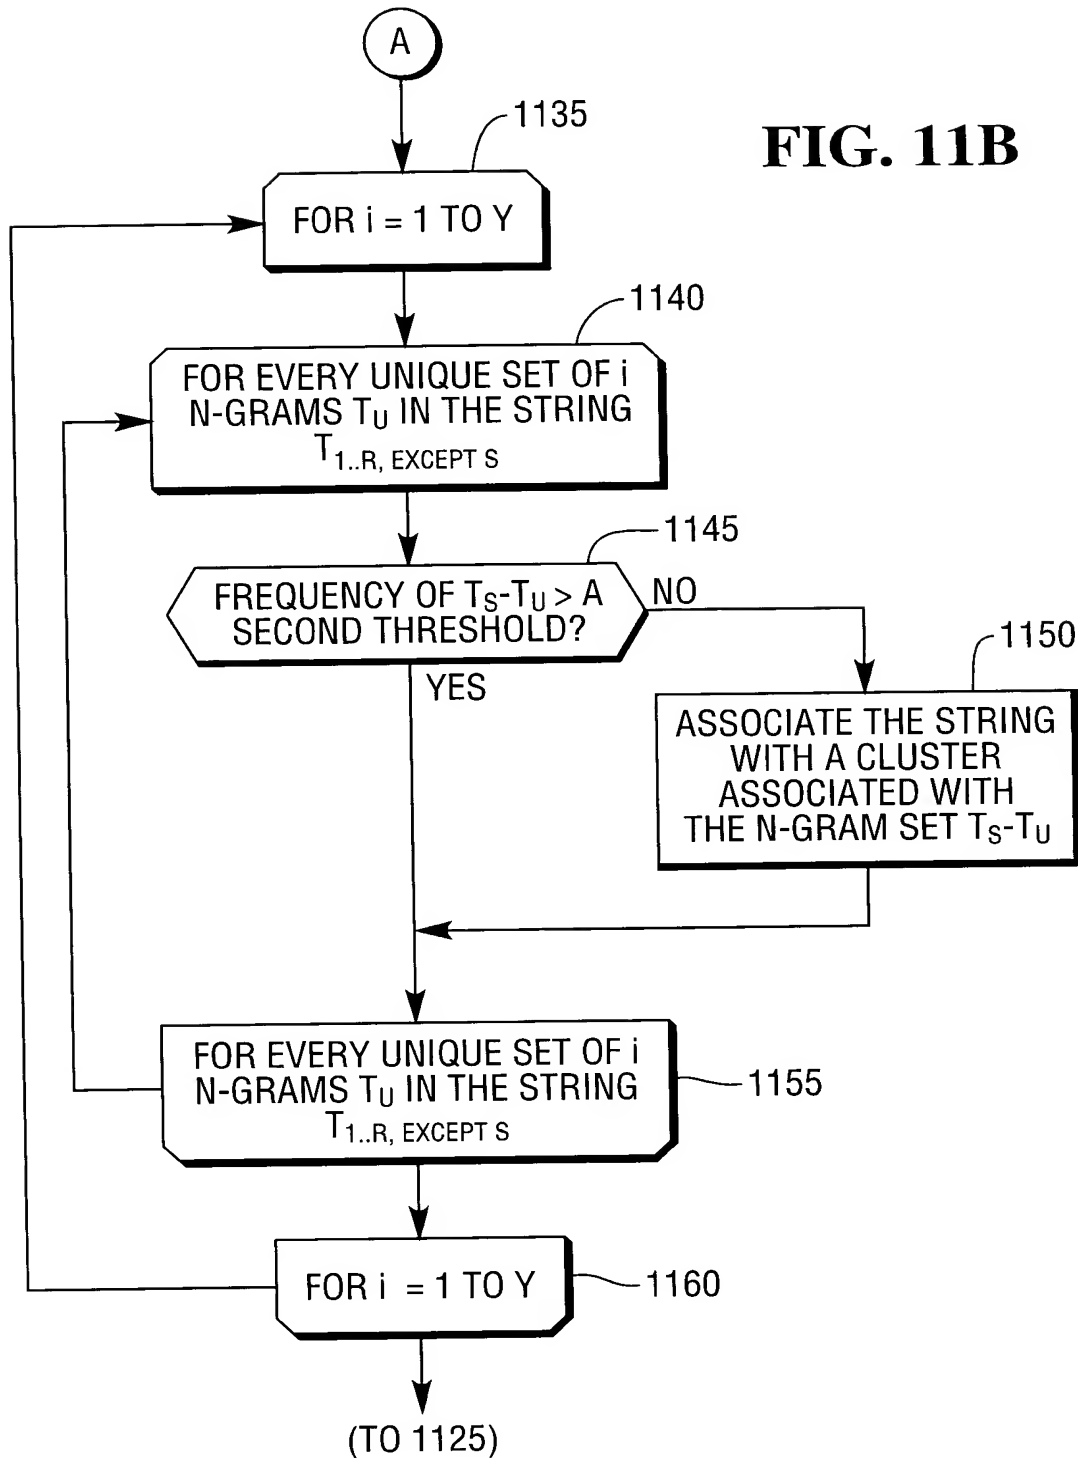 A
1135
FIG. 11B
FOR i = 1 TO Y
1140
FOR EVERY UNIQUE SET OF i
N-GRAMS TU IN THE STRING
T1..R, EXCEPT S
1145
FREQUENCY OF TS-TU > A
SECOND THRESHOLD?
NO
YES
1150
ASSOCIATE THE STRING
WITH A CLUSTER
ASSOCIATED WITH
THE N-GRAM SET TS-TU
FOR EVERY UNIQUE SET OF i
N-GRAMS TU IN THE STRING
T1..R, EXCEPT S
1155
FOR i = 1 TO Y
1160
(TO 1125)